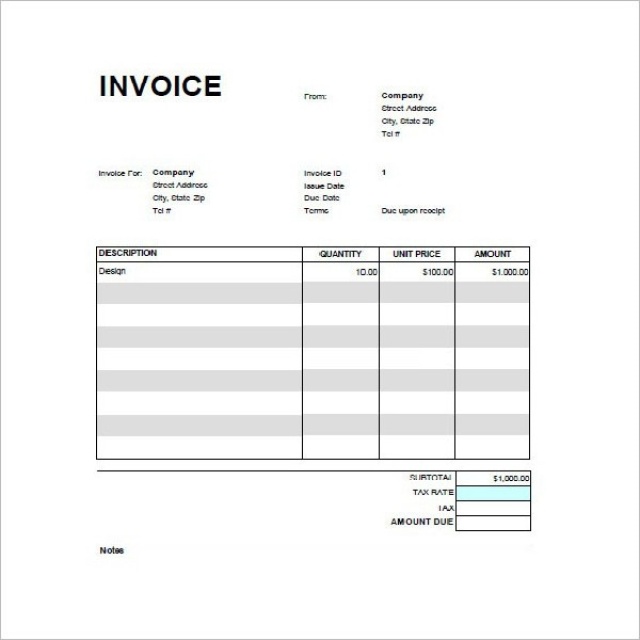 INVOICE
From:
Company
Street Address
City, State Zip
Tel #
Invoice For:
Company
Street Address
City, State Zip
Tel #
Invoice ID
1
Issue Date
Due Date
Terms
Due upon receipt
DESCRIPTION QUANTITY UNIT PRICE AMOUNT
Design 10.00 $100.00 $1,000.00
SUBTOTAL $1,000.00
TAX RATE
TAX
AMOUNT DUE
Notes